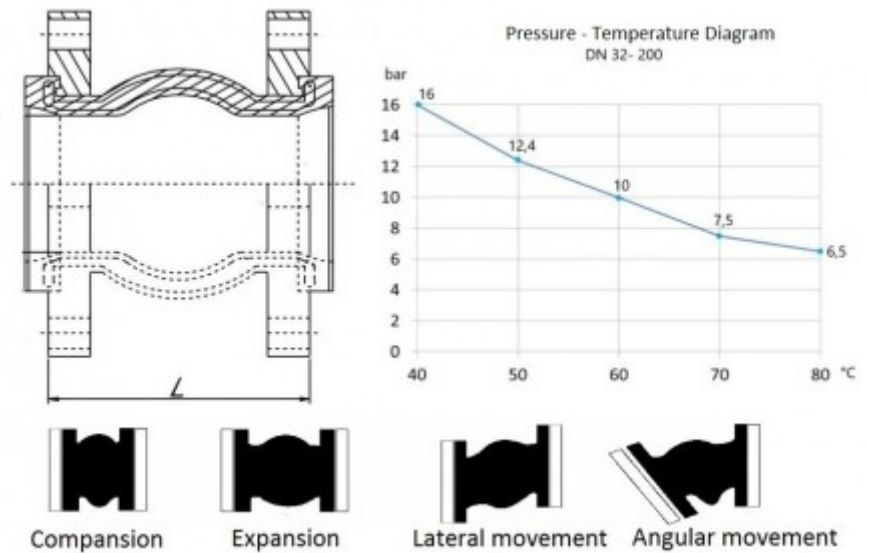 Pressure - Temperature Diagram
DN 32- 200
bar
16
14
12
10
8
6
4
2
0
16
12,4
10
7,5
6,5
40 50 60 70 80 °C
L
Compansion Expansion Lateral movement Angular movement